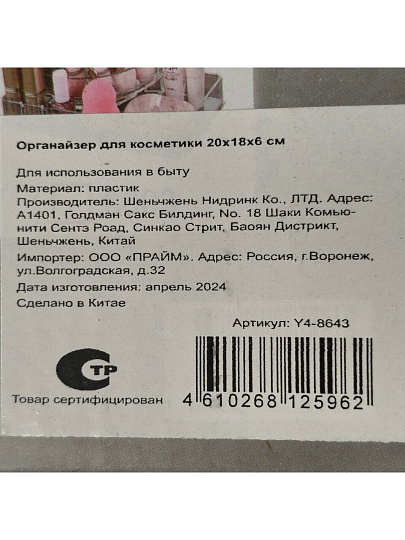 Органайзер для косметики 20х18х6 см
Для использования в быту
Материал: пластик
Производитель: Шеньчжень Нидринк Ко., ЛТД. Адрес:
А1401, Голдман Сакс Билдинг, No. 18 Шаки Комью-
нити Сентэ Роад, Синкао Стрит, Баоян Дистрикт,
Шеньчжень, Китай
Импортер: ООО «ПРАЙМ». Адрес: Россия, г.Воронеж,
ул.Волгоградская, д.32
Дата изготовления: апрель 2024
Сделано в Китае
Артикул: Y4-8643
СТР
Товар сертифицирован
4 610268 125962